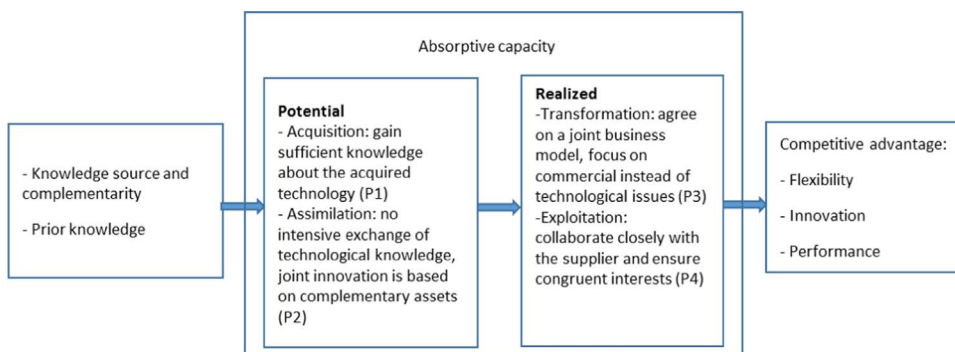 Absorptive capacity
- Knowledge source and
complementarity
- Prior knowledge
Potential
- Acquisition: gain
sufficient knowledge
about the acquired
technology (P1)
- Assimilation: no
intensive exchange of
technological knowledge,
joint innovation is based
on complementary assets
(P2)
Realized
-Transformation: agree
on a joint business
model, focus on
commercial instead of
technological issues (P3)
-Exploitation:
collaborate closely with
the supplier and ensure
congruent interests (P4)
Competitive advantage:
- Flexibility
- Innovation
- Performance